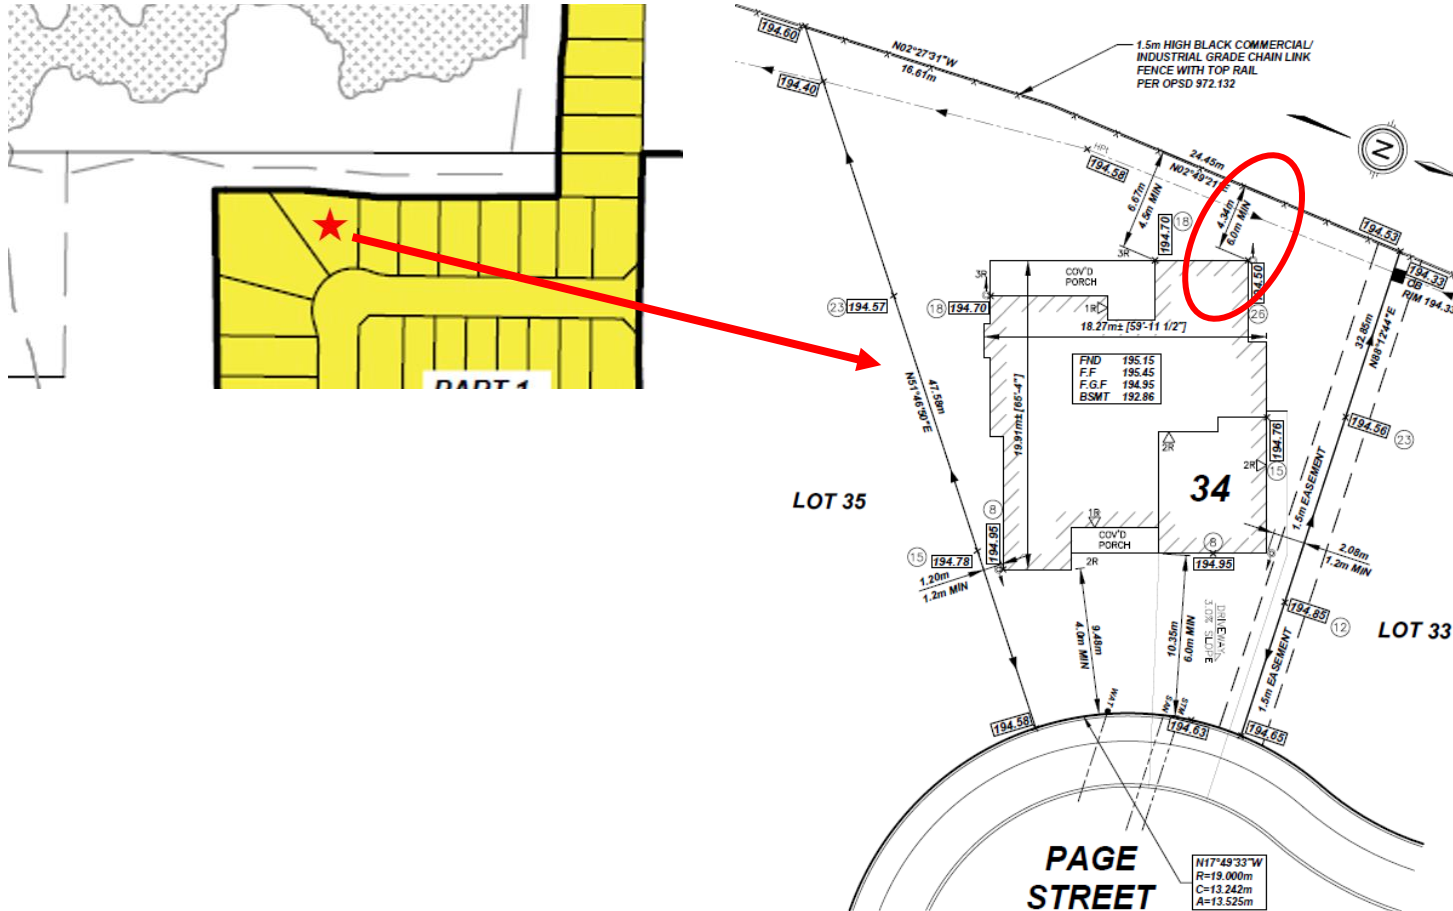 PART 1
194.60
N02°27'31"W
16.61m
1.5m HIGH BLACK COMMERCIAL/
INDUSTRIAL GRADE CHAIN LINK
FENCE WITH TOP RAIL
PER OPSD 972.132
194.40
HPt
194.58
24.45m
N02°49'21"
N
6.67m
4.5m MIN
4.34m
6.0m MIN
18
194.70
194.53
194.33
CB
RIM 194.33
3R
3R
COV'D
PORCH
1R
23 194.57
18 194.70
18.27m± [59'-11 1/2"]
26
FND 195.15
F.F 195.45
F.G.F 194.95
BSMT 192.86
19.91m± [65'-4"]
47.58m
N51°46'50"E
32.85m
N88°12'44"E
194.56
23
194.76
15
2R
2R
34
LOT 35
1.5m EASEMENT
8
194.95
1R
COV'D
PORCH
2R
8
194.95
15 194.78
1.20m
1.2m MIN
2.08m
1.2m MIN
9.48m
4.0m MIN
10.35m
6.0m MIN
DRIVEWAY
3.0% SLOPE
194.85
12
LOT 33
1.5m EASEMENT
WAT
SAN
STM
194.58
194.63
194.65
PAGE
STREET
N17°49'33"W
R=19.000m
C=13.242m
A=13.525m